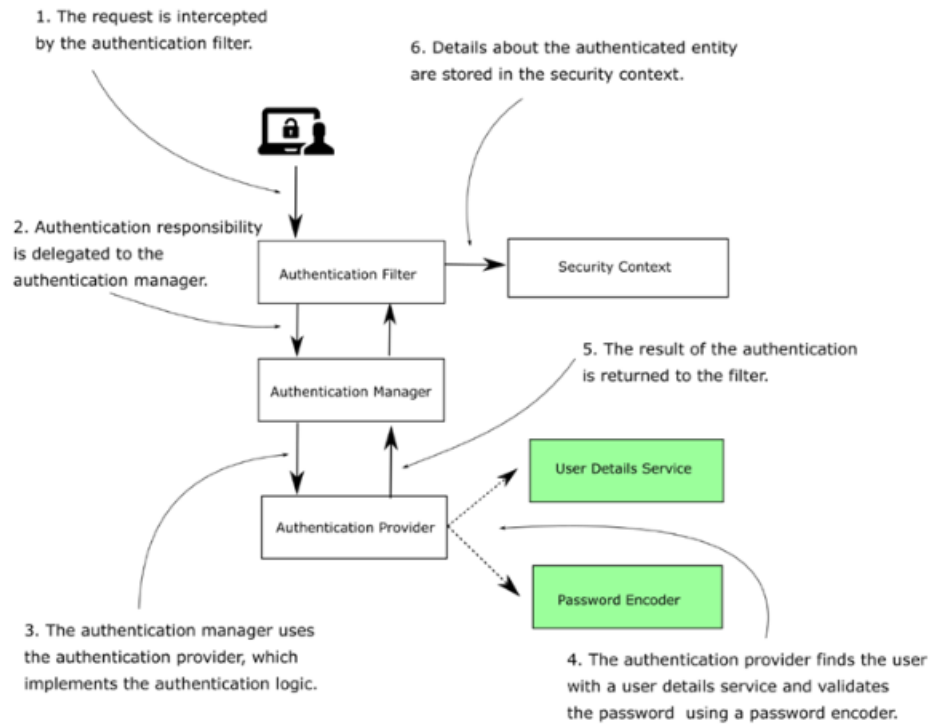 1. The request is intercepted
by the authentication filter.
6. Details about the authenticated entity
are stored in the security context.
2. Authentication responsibility
is delegated to the
authentication manager.
Authentication Filter
Security Context
5. The result of the authentication
is returned to the filter.
Authentication Manager
User Details Service
Authentication Provider
Password Encoder
3. The authentication manager uses
the authentication provider, which
implements the authentication logic.
4. The authentication provider finds the user
with a user details service and validates
the password using a password encoder.